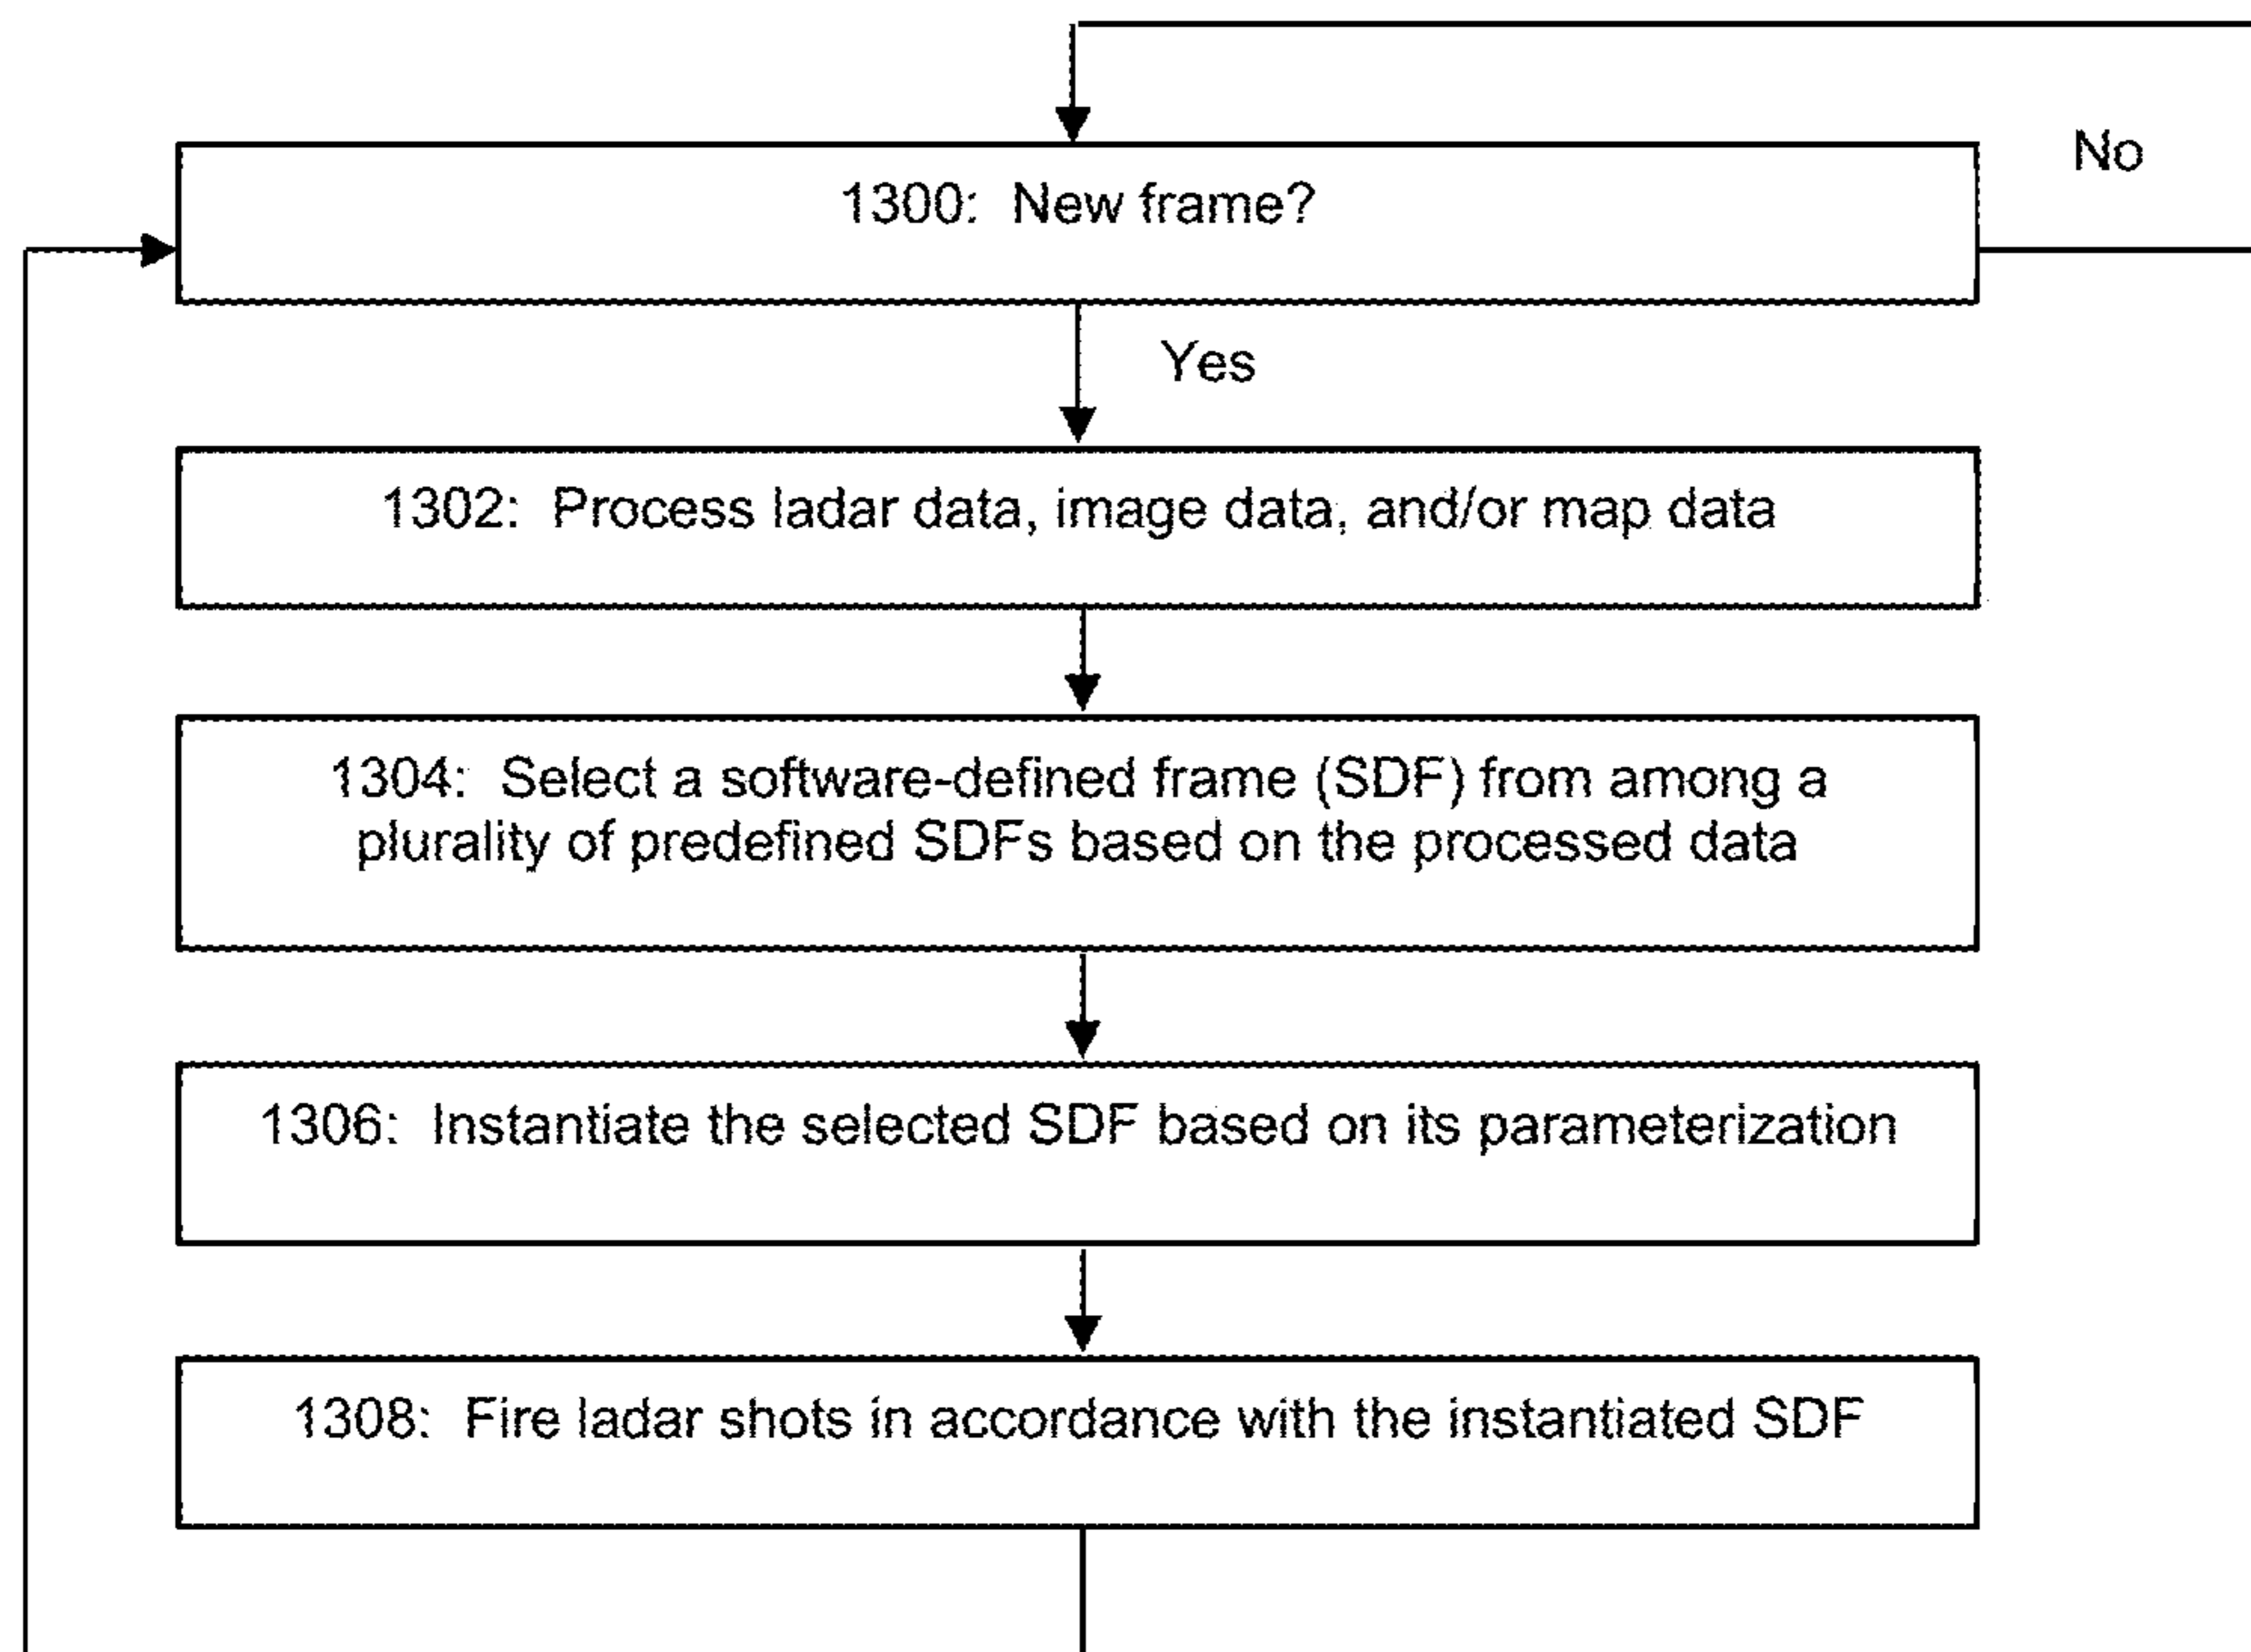 No
1300: New frame?
Yes
1302: Process ladar data, image data, and/or map data
1304: Select a software-defined frame (SDF) from among a
plurality of predefined SDFs based on the processed data
1306: Instantiate the selected SDF based on its parameterization
1308: Fire ladar shots in accordance with the instantiated SDF